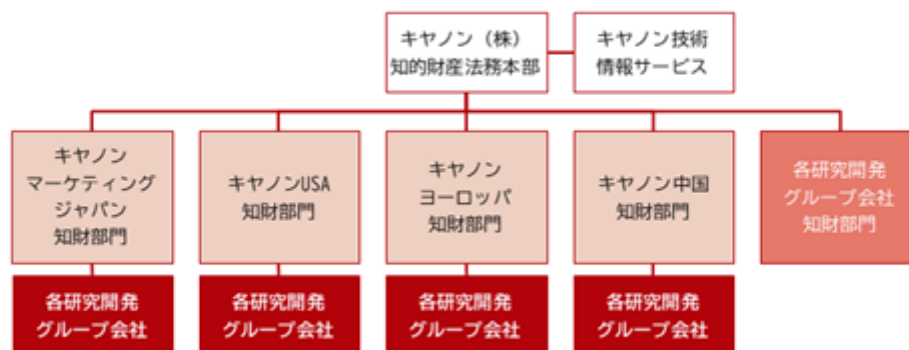 キヤノン（株）
知的財産法務本部
キヤノン技術
情報サービス
キヤノン
マーケティング
ジャパン
知財部門
キヤノンUSA
知財部門
キヤノン
ヨーロッパ
知財部門
キヤノン中国
知財部門
各研究開発
グループ会社
知財部門
各研究開発
グループ会社
各研究開発
グループ会社
各研究開発
グループ会社
各研究開発
グループ会社